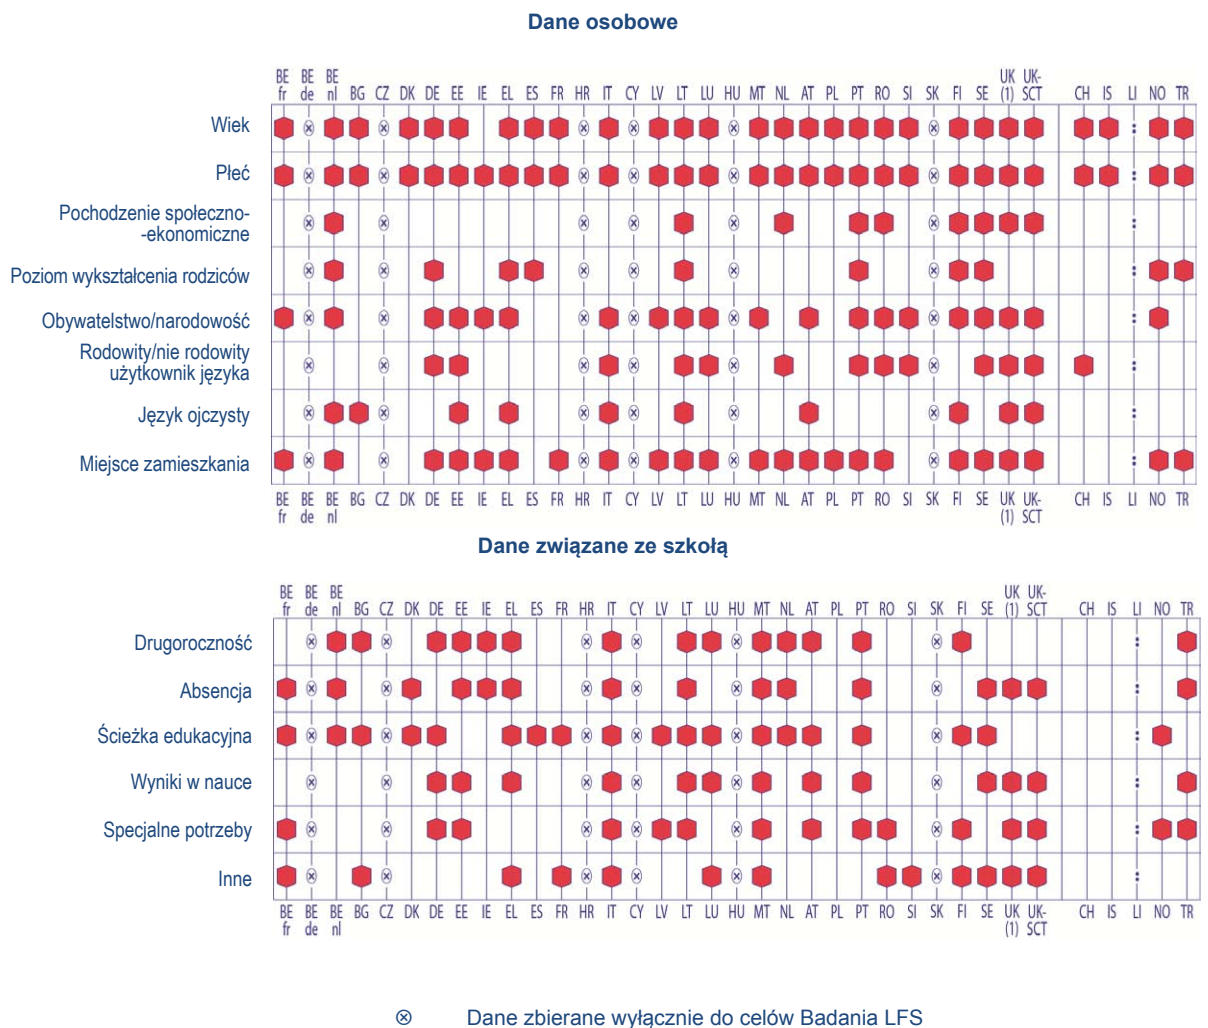 Dane osobowe
BE BE BE UK UK-
fr de nl BG CZ DK DE EE IE EL ES FR HR IT CY LV LT LU HU MT NL AT PL PT RO SI SK FI SE (1) SCT CH IS LI NO TR
Wiek
Płeć
Pochodzenie społeczno-
-ekonomiczne
Poziom wykształcenia rodziców
Obywatelstwo/narodowość
Rodowity/nie rodowity
użytkownik języka
Język ojczysty
Miejsce zamieszkania
BE BE BE BG CZ DK DE EE IE EL ES FR HR IT CY LV LT LU HU MT NL AT PL PT RO SI SK FI SE UK UK- CH IS LI NO TR
fr de nl (1) SCT
Dane związane ze szkołą
BE BE BE UK UK-
fr de nl BG CZ DK DE EE IE EL ES FR HR IT CY LV LT LU HU MT NL AT PL PT RO SI SK FI SE (1) SCT CH IS LI NO TR
Drugoroczność
Absencja
Ścieżka edukacyjna
Wyniki w nauce
Specjalne potrzeby
Inne
BE BE BE BG CZ DK DE EE IE EL ES FR HR IT CY LV LT LU HU MT NL AT PL PT RO SI SK FI SE UK UK- CH IS LI NO TR
fr de nl (1) SCT
⊗ Dane zbierane wyłącznie do celów Badania LFS